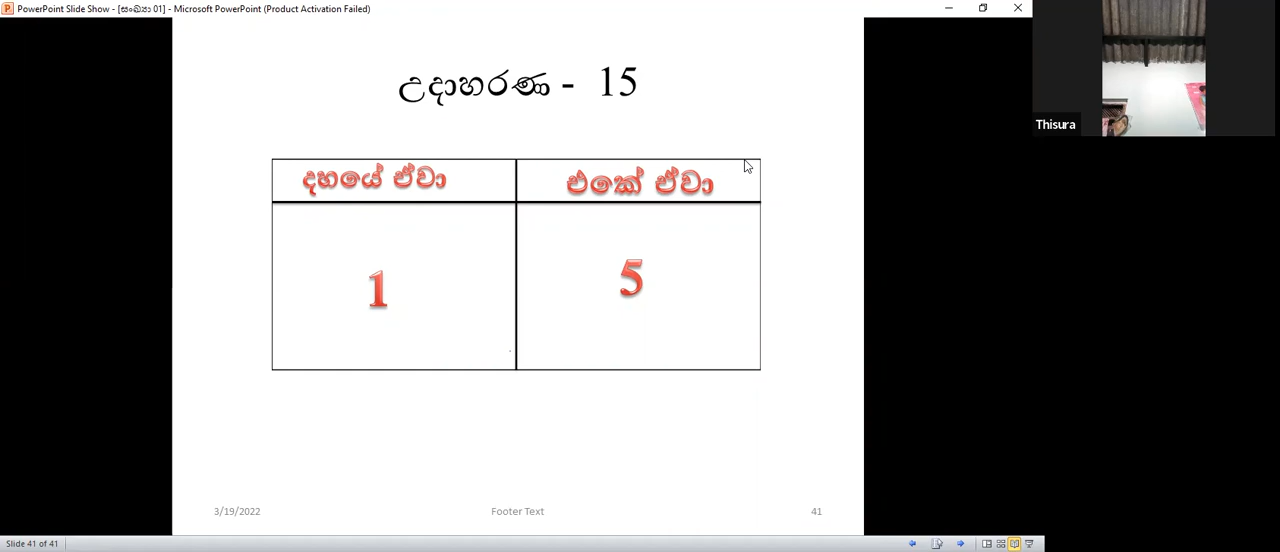 PowerPoint Slide Show - [සංඛ්‍යා 01] - Microsoft PowerPoint (Product Activation Failed)
Thisura
උදාහරණ - 15
දහයේ ඒවා එකේ ඒවා
1 5
3/19/2022 Footer Text 41
Slide 41 of 41